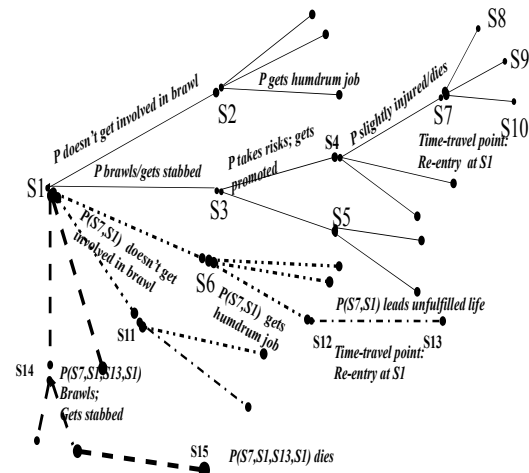 S8
S9
S10
S7
P slightly injured/dies
Time-travel point:
Re-entry at S1
P gets humdrum job
S2
P doesn't get involved in brawl
P takes risks; gets
promoted
S4
P brawls/gets stabbed
S1
S3
S5
P(S7,S1) doesn't get
involved in brawl
S6
P(S7,S1) gets
humdrum job
P(S7,S1) leads unfulfilled life
S11
S12
S13
Time-travel point:
Re-entry at S1
S14
P(S7,S1,S13,S1)
Brawls;
Gets stabbed
S15
P(S7,S1,S13,S1) dies